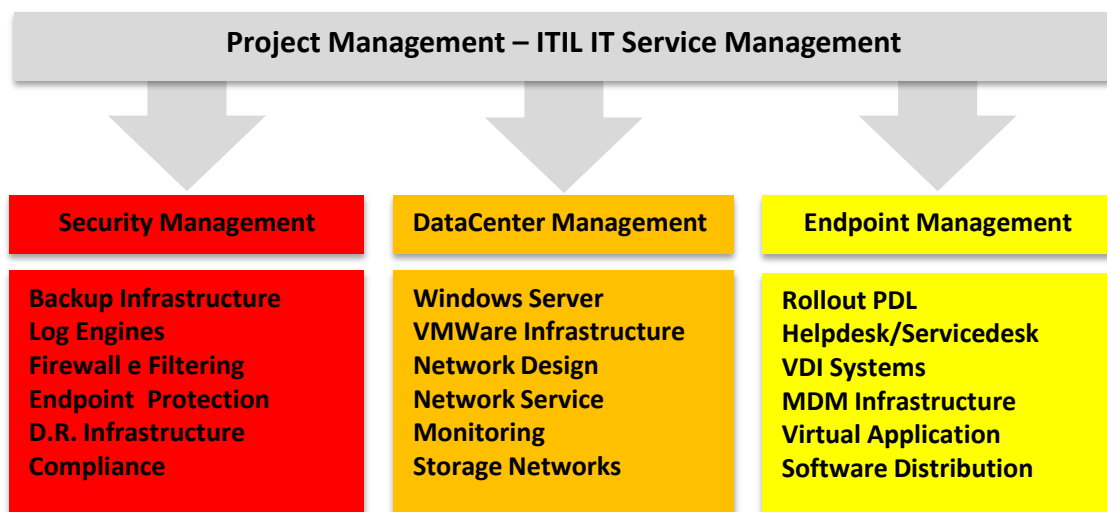 Project Management – ITIL IT Service Management
Security Management
Backup Infrastructure
Log Engines
Firewall e Filtering
Endpoint  Protection
D.R. Infrastructure
Compliance
DataCenter Management
Windows Server
VMWare Infrastructure
Network Design
Network Service
Monitoring
Storage Networks
Endpoint Management
Rollout PDL
Helpdesk/Servicedesk
VDI Systems
MDM Infrastructure
Virtual Application
Software Distribution